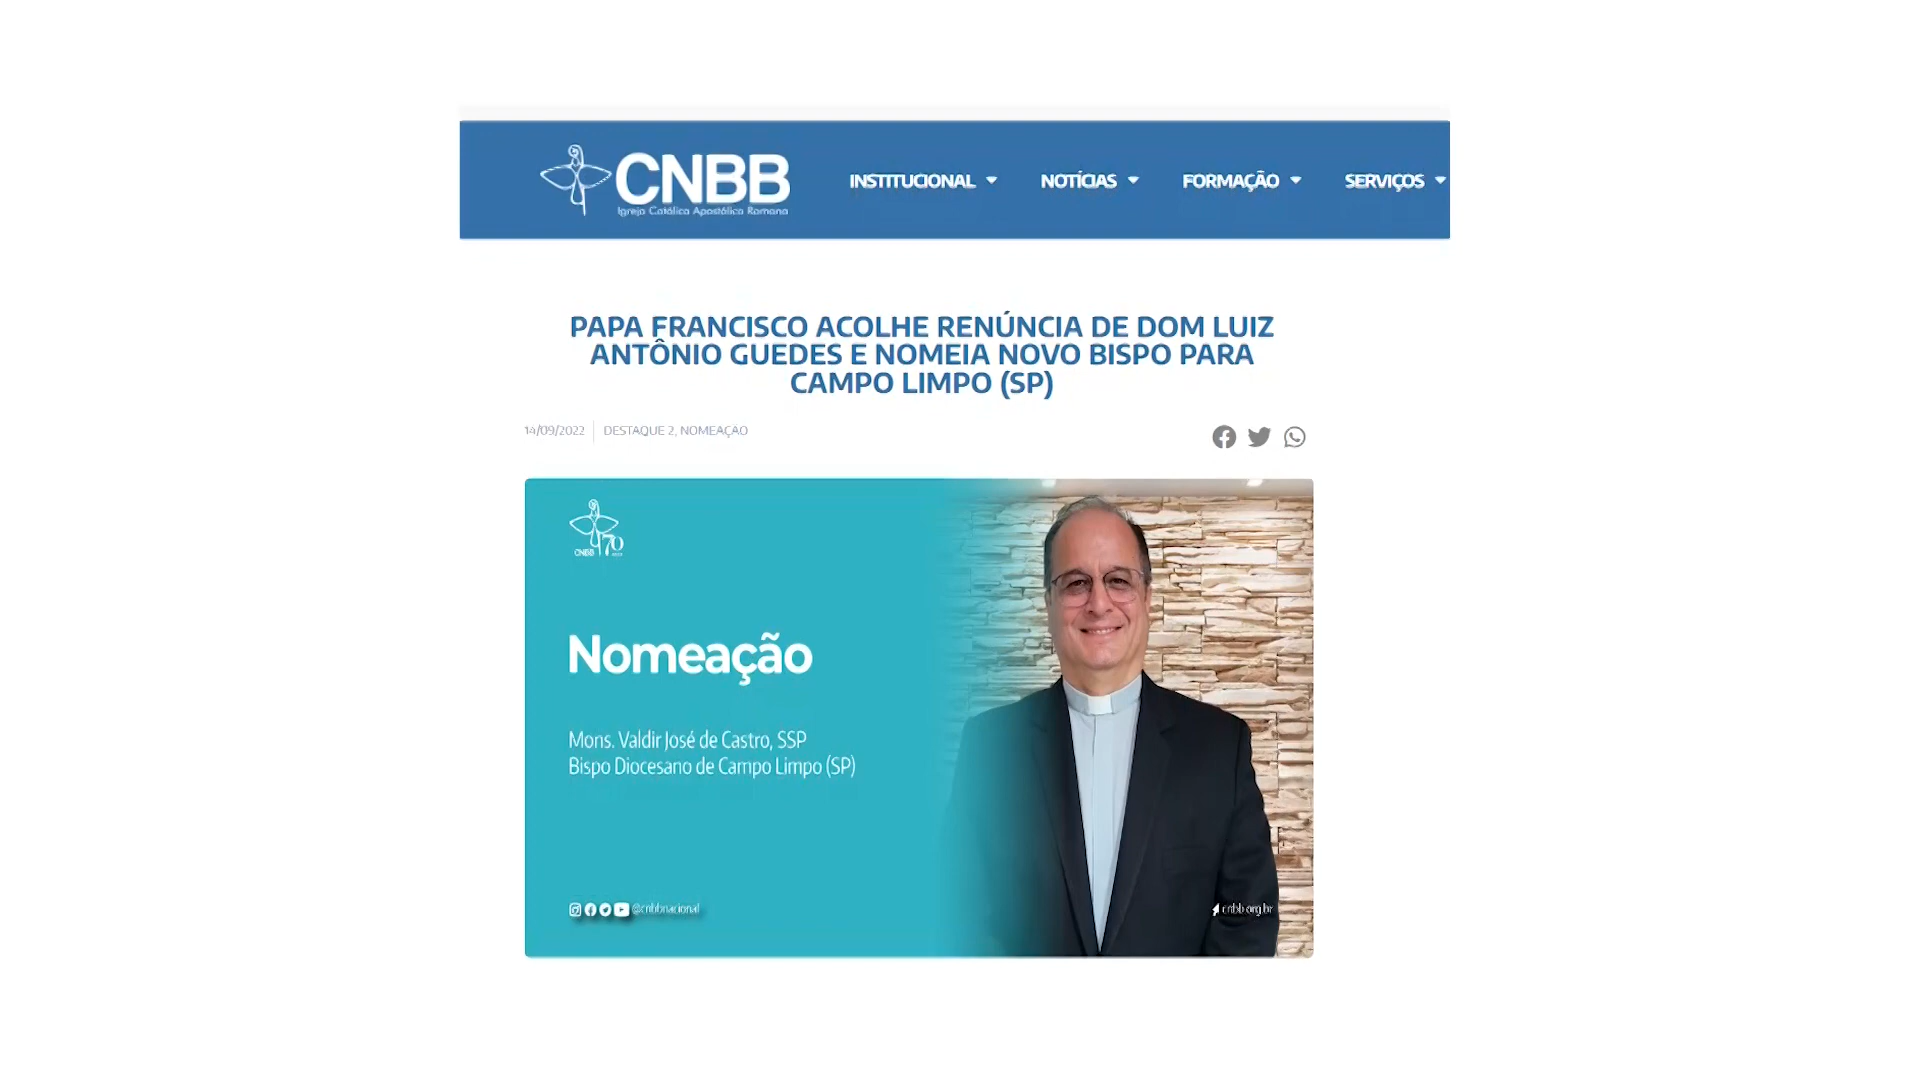 CNBB
Igreja Católica Apostólica Romana
INSTITUCIONAL NOTÍCIAS FORMAÇÃO SERVIÇOS
PAPA FRANCISCO ACOLHE RENÚNCIA DE DOM LUIZ
ANTÔNIO GUEDES E NOMEIA NOVO BISPO PARA
CAMPO LIMPO (SP)
14/09/2022 DESTAQUE 2, NOMEAÇÃO
CNBB 70
Nomeação
Mons. Valdir José de Castro, SSP
Bispo Diocesano de Campo Limpo (SP)
@cnbbnacional
cnbb.org.br